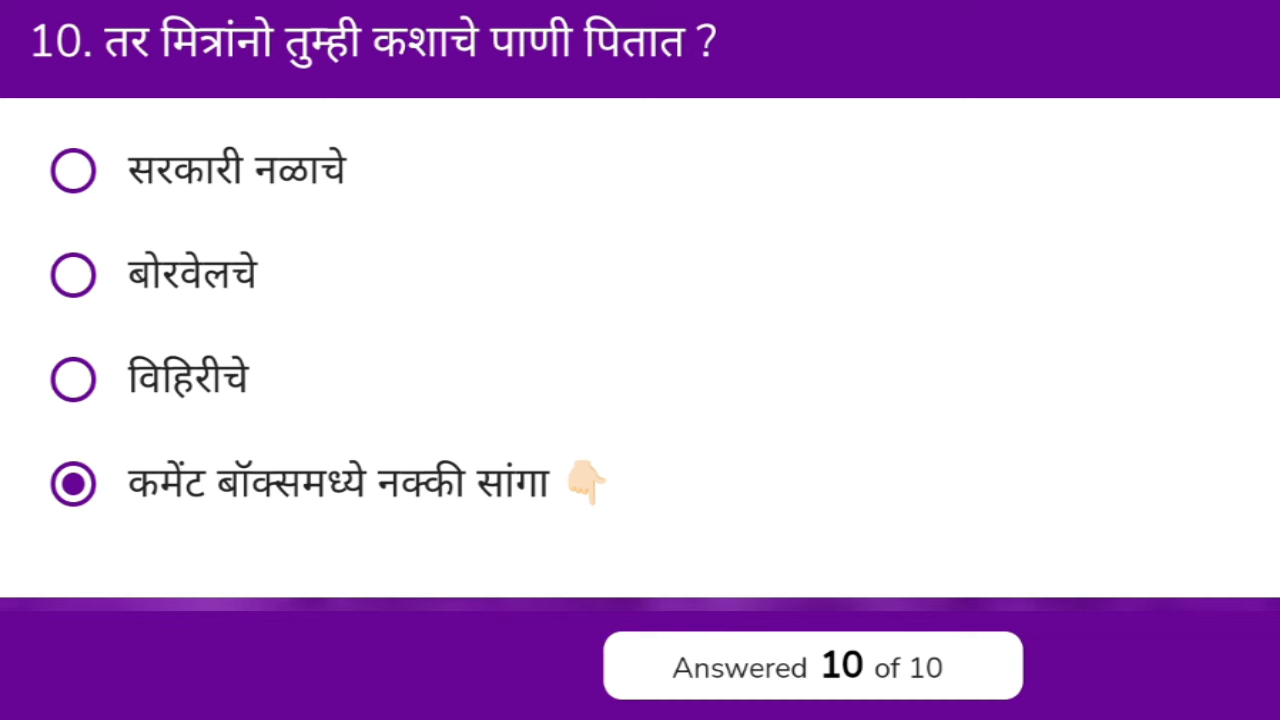 10. तर मित्रांनो तुम्ही कशाचे पाणी पितात ?
सरकारी नळाचे
बोरवेलचे
विहिरीचे
कमेंट बॉक्समध्ये नक्की सांगा 👇🏻
Answered 10 of 10